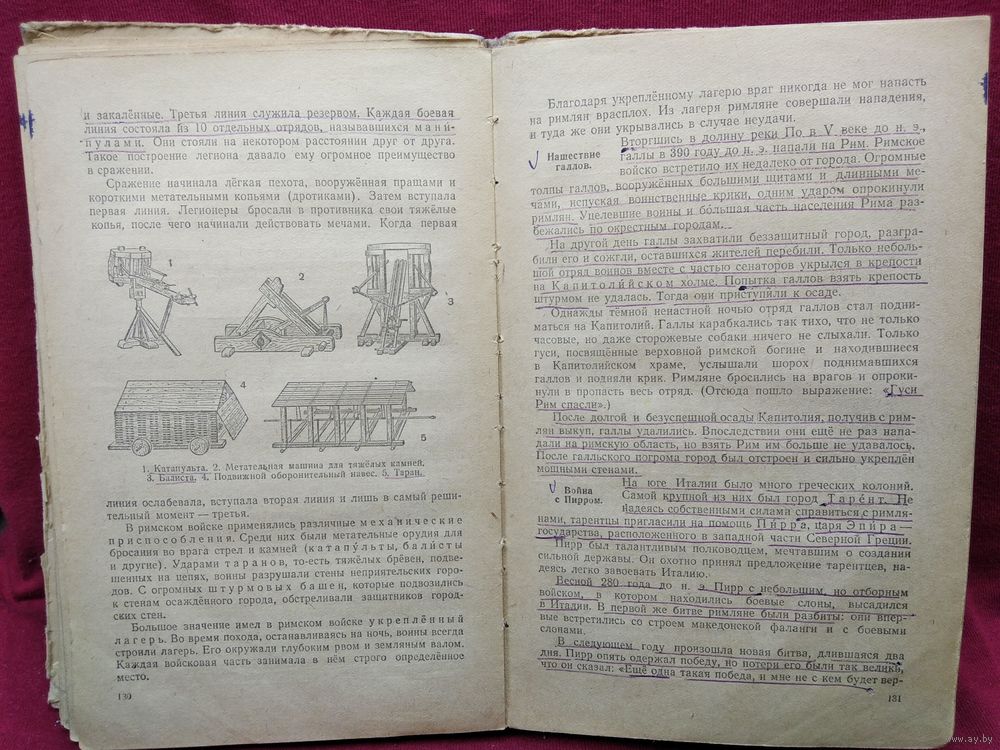 и закалённые. Третья линия служила резервом. Каждая боевая
линия состояла из 10 отдельных отрядов, называвшихся мани-
пулами. Они стояли на некотором расстоянии друг от друга.
Такое построение легиона давало ему огромное преимущество
в сражении.
Сражение начинала лёгкая пехота, вооружённая пращами и
короткими метательными копьями (дротиками). Затем вступала
первая линия. Легионеры бросали в противника свои тяжёлые
копья, после чего начинали действовать мечами. Когда первая
1
2
3
4
5
1. Катапульта. 2. Метательная машина для тяжёлых камней.
3. Балиста. 4. Подвижной оборонительный навес. 5. Таран.
линия ослабевала, вступала вторая линия и лишь в самый реши-
тельный момент — третья.
В римском войске применялись различные механические
приспособления. Среди них были метательные орудия для
бросания во врага стрел и камней (катапульты, балисты
и другие). Ударами таранов, то-есть тяжёлых брёвен, подве-
шенных на цепях, воины разрушали стены неприятельских горо-
дов. С огромных штурмовых башен, которые подвозились
к стенам осаждённого города, обстреливали защитников город-
ских стен.
Большое значение имел в римском войске укреплённый
лагерь. Во время похода, останавливаясь на ночь, воины всегда
строили лагерь. Его окружали глубоким рвом и земляным валом.
Каждая войсковая часть занимала в нём строго определённое
место.
130
Благодаря укреплённому лагерю враг никогда не мог напасть
на римлян врасплох. Из лагеря римляне совершали нападения,
и туда же они укрывались в случае неудачи.
Нашествие
галлов.
Вторгшись в долину реки По в V. веке до н. э.,
галлы в 390 году до н. э. напали на Рим. Римское
войско встретило их недалеко от города. Огромные
толпы галлов, вооружённых большими щитами и длинными ме-
чами, испуская воинственные крики, одним ударом опрокинули
римлян. Уцелевшие воины и бо́льшая часть населения Рима раз-
бежались по окрестным городам.
На другой день галлы захватили беззащитный город, разгра-
били его и сожгли, оставшихся жителей перебили. Только неболь-
шой отряд воинов вместе с частью сенаторов укрылся в крепости
на Капитолийском холме. Попытка галлов взять крепость
штурмом не удалась. Тогда они приступили к осаде.
Однажды тёмной ненастной ночью отряд галлов стал подни-
маться на Капитолий. Галлы карабкались так тихо, что не только
часовые, но даже сторожевые собаки ничего не слыхали. Только
гуси, посвящённые верховной римской богине и находившиеся
в Капитолийском храме, услышали шорох поднимавшихся
галлов и подняли крик. Римляне бросились на врагов и опроки-
нули в пропасть весь отряд. (Отсюда пошло выражение: «Гуси
Рим спасли».)
После долгой и безуспешной осады Капитолия, получив с рим-
лян выкуп, галлы удалились. Впоследствии они ещё не раз напа-
дали на римскую область, но взять Рим им больше не удавалось.
После галльского погрома город был отстроен и сильно укреплён
мощными стенами.
Война
с Пирром.
На юге Италии было много греческих колоний.
Самой крупной из них был город Таре́нт. Не
надеясь собственными силами справиться с римля-
нами, тарентцы пригласили на помощь Пи́рра, царя Эпи́ра —
государства, расположенного в западной части Северной Греции.
Пирр был талантливым полководцем, мечтавшим о создании
сильной державы. Он охотно принял предложение тарентцев, на-
деясь легко завоевать Италию.
Весной 280 года до н. э. Пирр с небольшим, но отборным
войском, в котором находились боевые слоны, высадился
в Италии. В первой же битве римляне были разбиты: они впер-
вые встретились со строем македонской фаланги и с боевыми
слонами.
В следующем году произошла новая битва, длившаяся два
дня. Пирр опять одержал победу, но потери его были так велики,
что он сказал: «Ещё одна такая победа, и мне не с кем будет вер-
131
www.ay.by